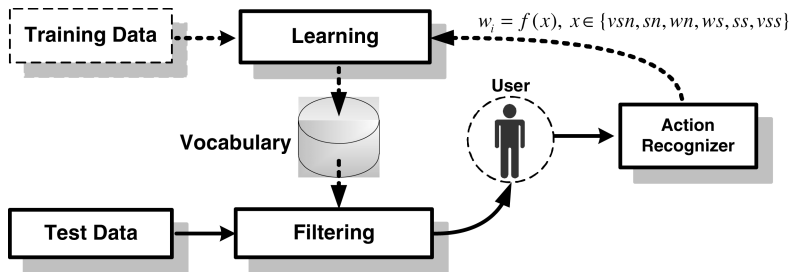 w_i = f(x), x ∈ {vsn, sn, wn, ws, ss, vss}
Training Data
Learning
User
Vocabulary
Action
Recognizer
Test Data
Filtering